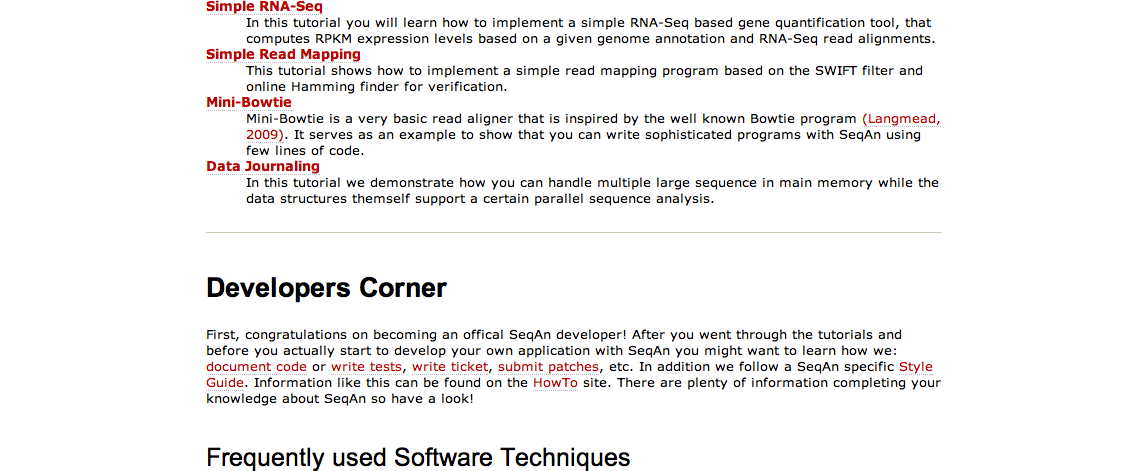 Simple RNA-Seq
In this tutorial you will learn how to implement a simple RNA-Seq based gene quantification tool, that
computes RPKM expression levels based on a given genome annotation and RNA-Seq read alignments.
Simple Read Mapping
This tutorial shows how to implement a simple read mapping program based on the SWIFT filter and
online Hamming finder for verification.
Mini-Bowtie
Mini-Bowtie is a very basic read aligner that is inspired by the well known Bowtie program (Langmead,
2009). It serves as an example to show that you can write sophisticated programs with SeqAn using
few lines of code.
Data Journaling
In this tutorial we demonstrate how you can handle multiple large sequence in main memory while the
data structures themself support a certain parallel sequence analysis.
Developers Corner
First, congratulations on becoming an offical SeqAn developer! After you went through the tutorials and
before you actually start to develop your own application with SeqAn you might want to learn how we:
document code or write tests, write ticket, submit patches, etc. In addition we follow a SeqAn specific Style
Guide. Information like this can be found on the HowTo site. There are plenty of information completing your
knowledge about SeqAn so have a look!
Frequently used Software Techniques